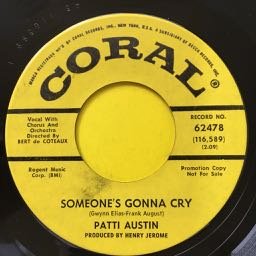 CORAL
Vocal With
Chorus And
Orchestra
Directed By
BERT de COTEAUX
RECORD NO.
62478
(116,589)
(2:09)
Regent Music
Corp. (BMI)
Promotion Copy
Not For Sale
SOMEONE'S GONNA CRY
(Gwynn Elias-Frank August)
PATTI AUSTIN
PRODUCED BY HENRY JEROME